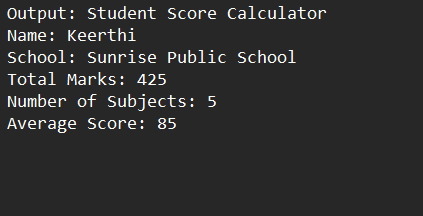 Output: Student Score Calculator
Name: Keerthi
School: Sunrise Public School
Total Marks: 425
Number of Subjects: 5
Average Score: 85